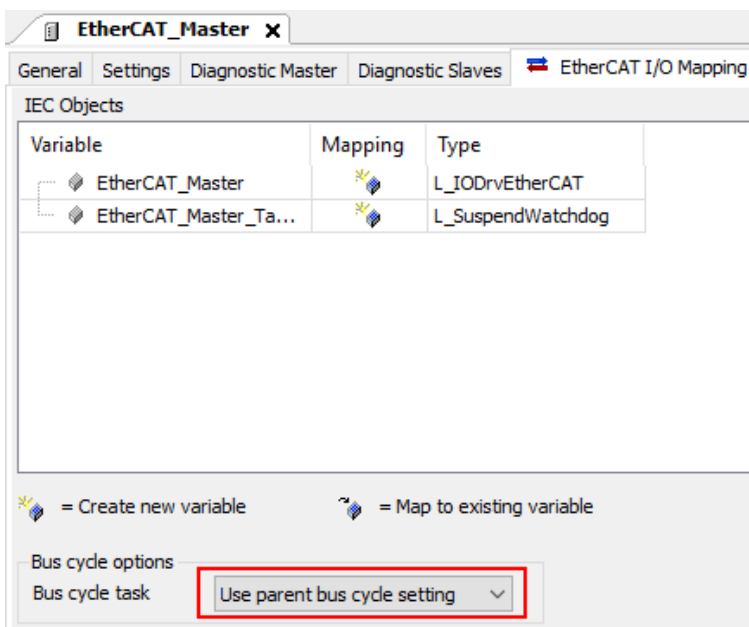 EtherCAT_Master x
General Settings Diagnostic Master Diagnostic Slaves EtherCAT I/O Mapping
IEC Objects
Variable Mapping Type
EtherCAT_Master L_IODrvEtherCAT
EtherCAT_Master_Ta... L_SuspendWatchdog
= Create new variable = Map to existing variable
Bus cycle options
Bus cycle task Use parent bus cycle setting